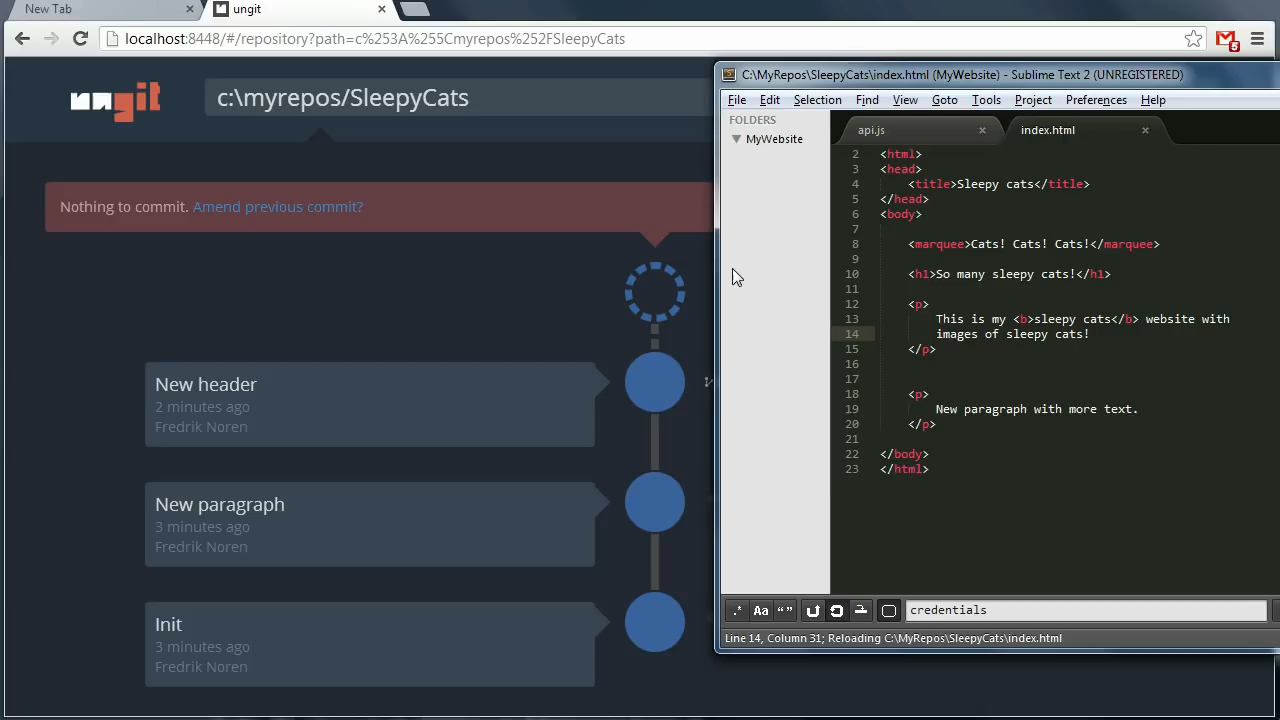 New Tab
ungit
localhost:8448/#/repository?path=c%253A%255Cmyrepos%252FSleepyCats
5
ungit
c:\myrepos/SleepyCats
Nothing to commit. Amend previous commit?
New header
2 minutes ago
Fredrik Noren
New paragraph
3 minutes ago
Fredrik Noren
Init
3 minutes ago
Fredrik Noren
C:\MyRepos\SleepyCats\index.html (MyWebsite) - Sublime Text 2 (UNREGISTERED)
File Edit Selection Find View Goto Tools Project Preferences Help
FOLDERS
MyWebsite
api.js
index.html
2 <html>
3 <head>
4 <title>Sleepy cats</title>
5 </head>
6 <body>
7
8 <marquee>Cats! Cats! Cats!</marquee>
9
10 <h1>So many sleepy cats!</h1>
11
12 <p>
13 This is my <b>sleepy cats</b> website with
14 images of sleepy cats!
15 </p>
16
17
18 <p>
19 New paragraph with more text.
20 </p>
21
22 </body>
23 </html>
.* Aa “ ” credentials
Line 14, Column 31; Reloading C:\MyRepos\SleepyCats\index.html